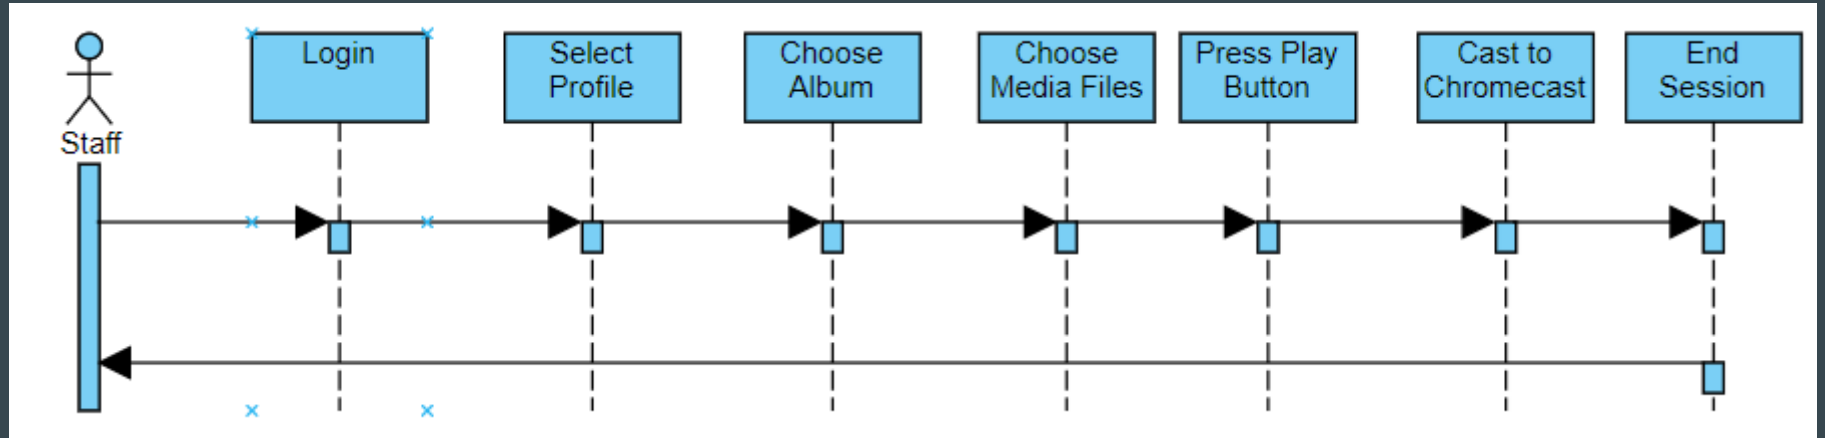 Staff
Login
Select
Profile
Choose
Album
Choose
Media Files
Press Play
Button
Cast to
Chromecast
End
Session